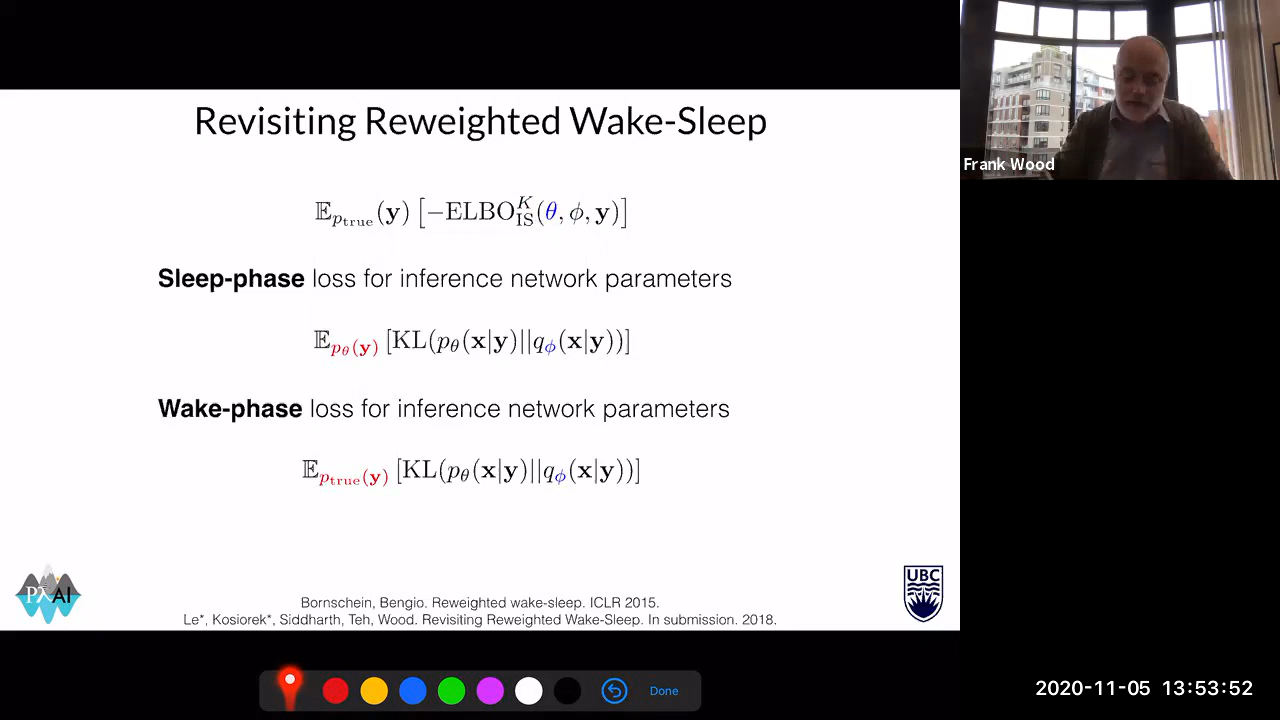 Revisiting Reweighted Wake-Sleep
𝔼_{p_true}(𝐲) [−ELBO_{IS}^{K}(θ, ϕ, 𝐲)]
Sleep-phase loss for inference network parameters
𝔼_{p_θ(𝐲)} [KL(p_θ(𝐱|𝐲)||q_ϕ(𝐱|𝐲))]
Wake-phase loss for inference network parameters
𝔼_{p_true(𝐲)} [KL(p_θ(𝐱|𝐲)||q_ϕ(𝐱|𝐲))]
Bornschein, Bengio. Reweighted wake-sleep. ICLR 2015.
Le*, Kosiorek*, Siddharth, Teh, Wood. Revisiting Reweighted Wake-Sleep. In submission. 2018.
PλAI
UBC
Frank Wood
Done
2020-11-05 13:53:52